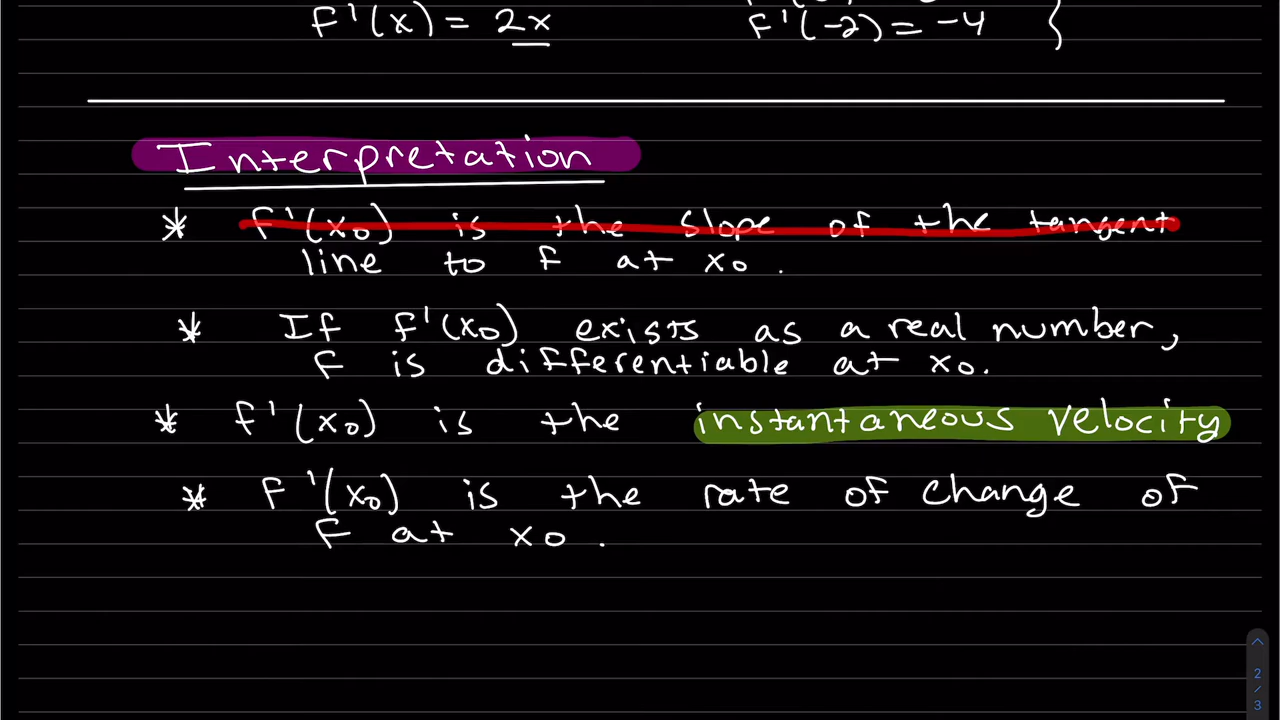 f'(x) = 2x
f'(-2) = -4 }
Interpretation
* f'(x₀) is the slope of the tangent
line to f at x₀.
* If f'(x₀) exists as a real number,
f is differentiable at x₀.
* f'(x₀) is the instantaneous velocity
* f'(x₀) is the rate of change of
f at x₀.
2
/
3